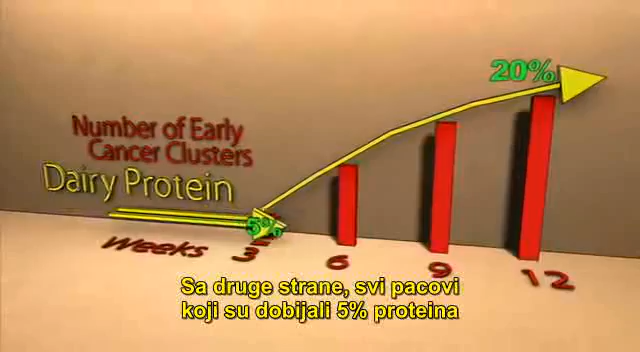 20%
Number of Early
Cancer Clusters
Dairy Protein
5%
Weeks
3
6
9
12
Sa druge strane, svi pacovi
koji su dobijali 5% proteina